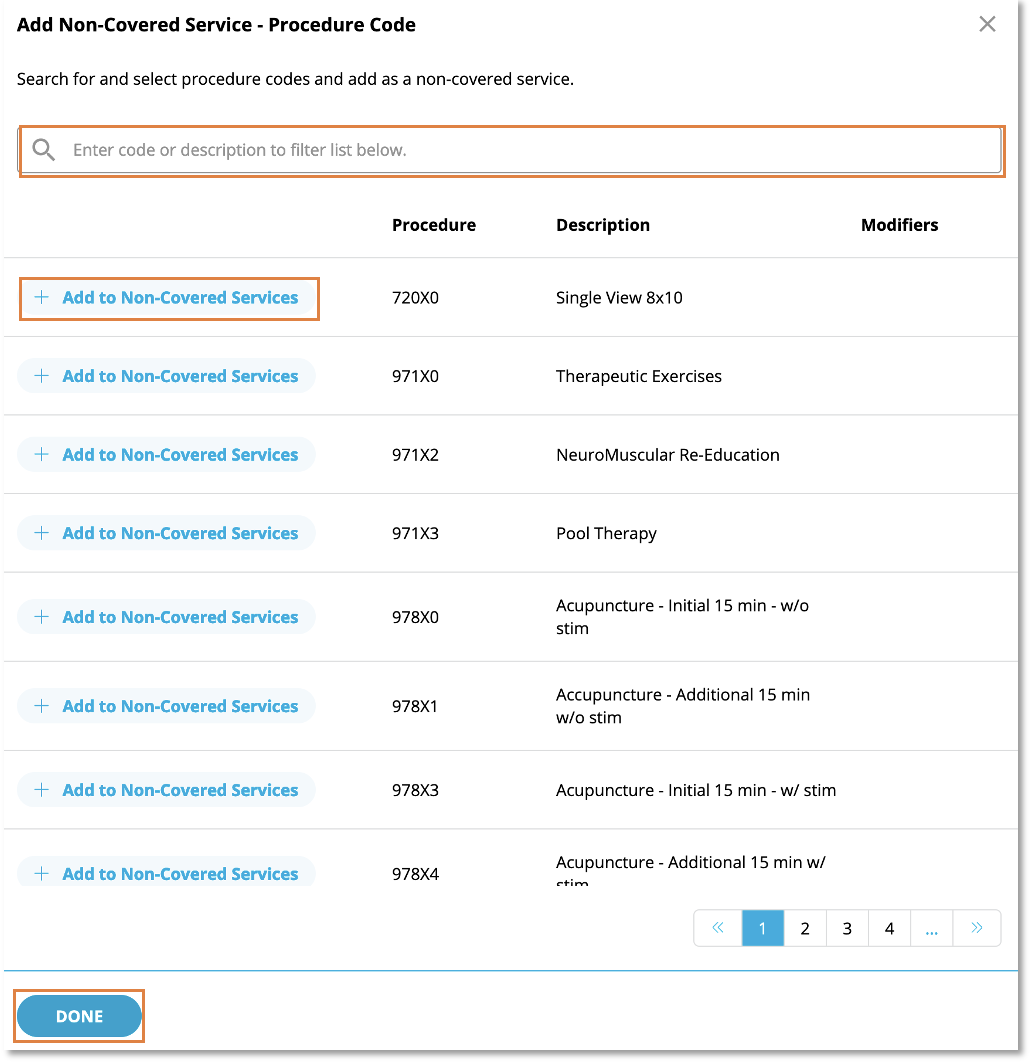 Add Non-Covered Service - Procedure Code
Search for and select procedure codes and add as a non-covered service.
Enter code or description to filter list below.
Procedure Description Modifiers
+ Add to Non-Covered Services 720X0 Single View 8x10
+ Add to Non-Covered Services 971X0 Therapeutic Exercises
+ Add to Non-Covered Services 971X2 NeuroMuscular Re-Education
+ Add to Non-Covered Services 971X3 Pool Therapy
+ Add to Non-Covered Services 978X0 Acupuncture - Initial 15 min - w/o
stim
+ Add to Non-Covered Services 978X1 Accupuncture - Additional 15 min
w/o stim
+ Add to Non-Covered Services 978X3 Acupuncture - Initial 15 min - w/ stim
+ Add to Non-Covered Services 978X4 Acupuncture - Additional 15 min w/
stim
« 1 2 3 4 ... »
DONE